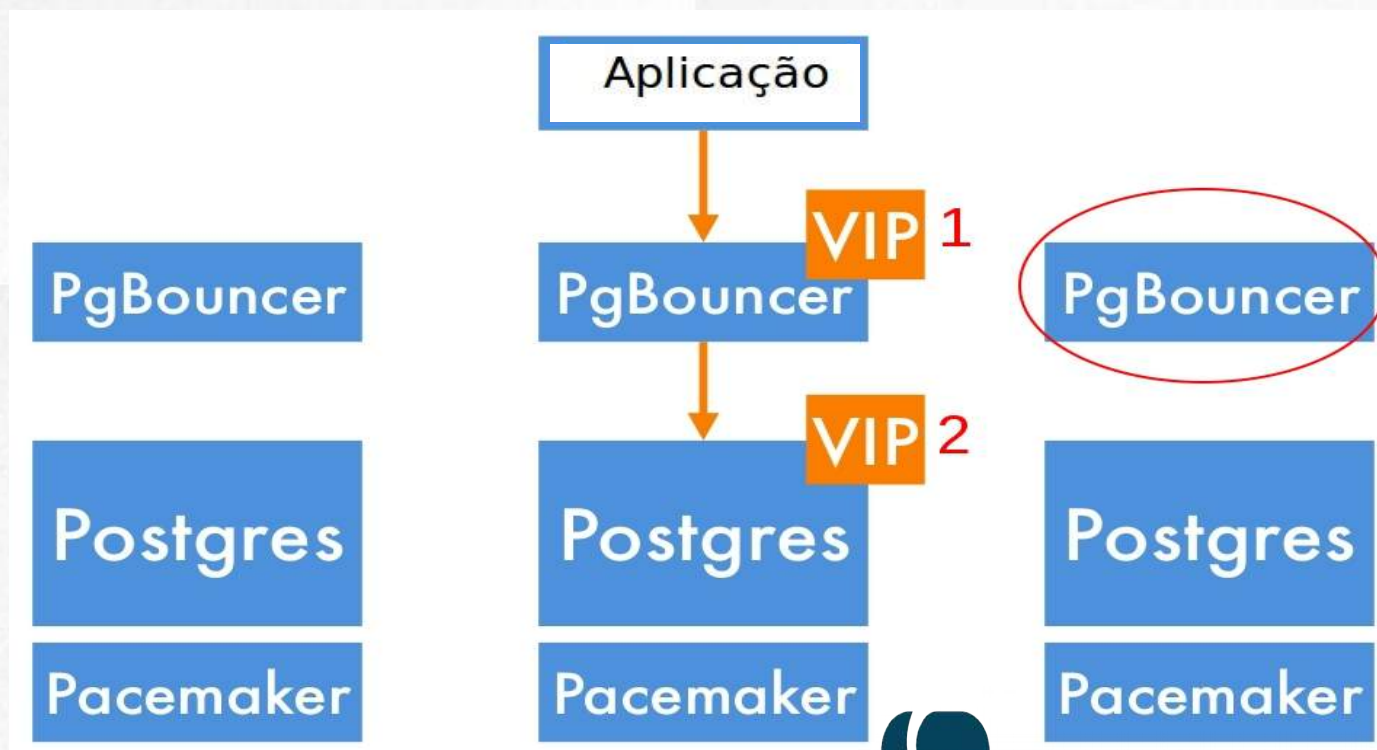 Aplicação
VIP 1
PgBouncer PgBouncer PgBouncer
VIP 2
Postgres Postgres Postgres
Pacemaker Pacemaker Pacemaker